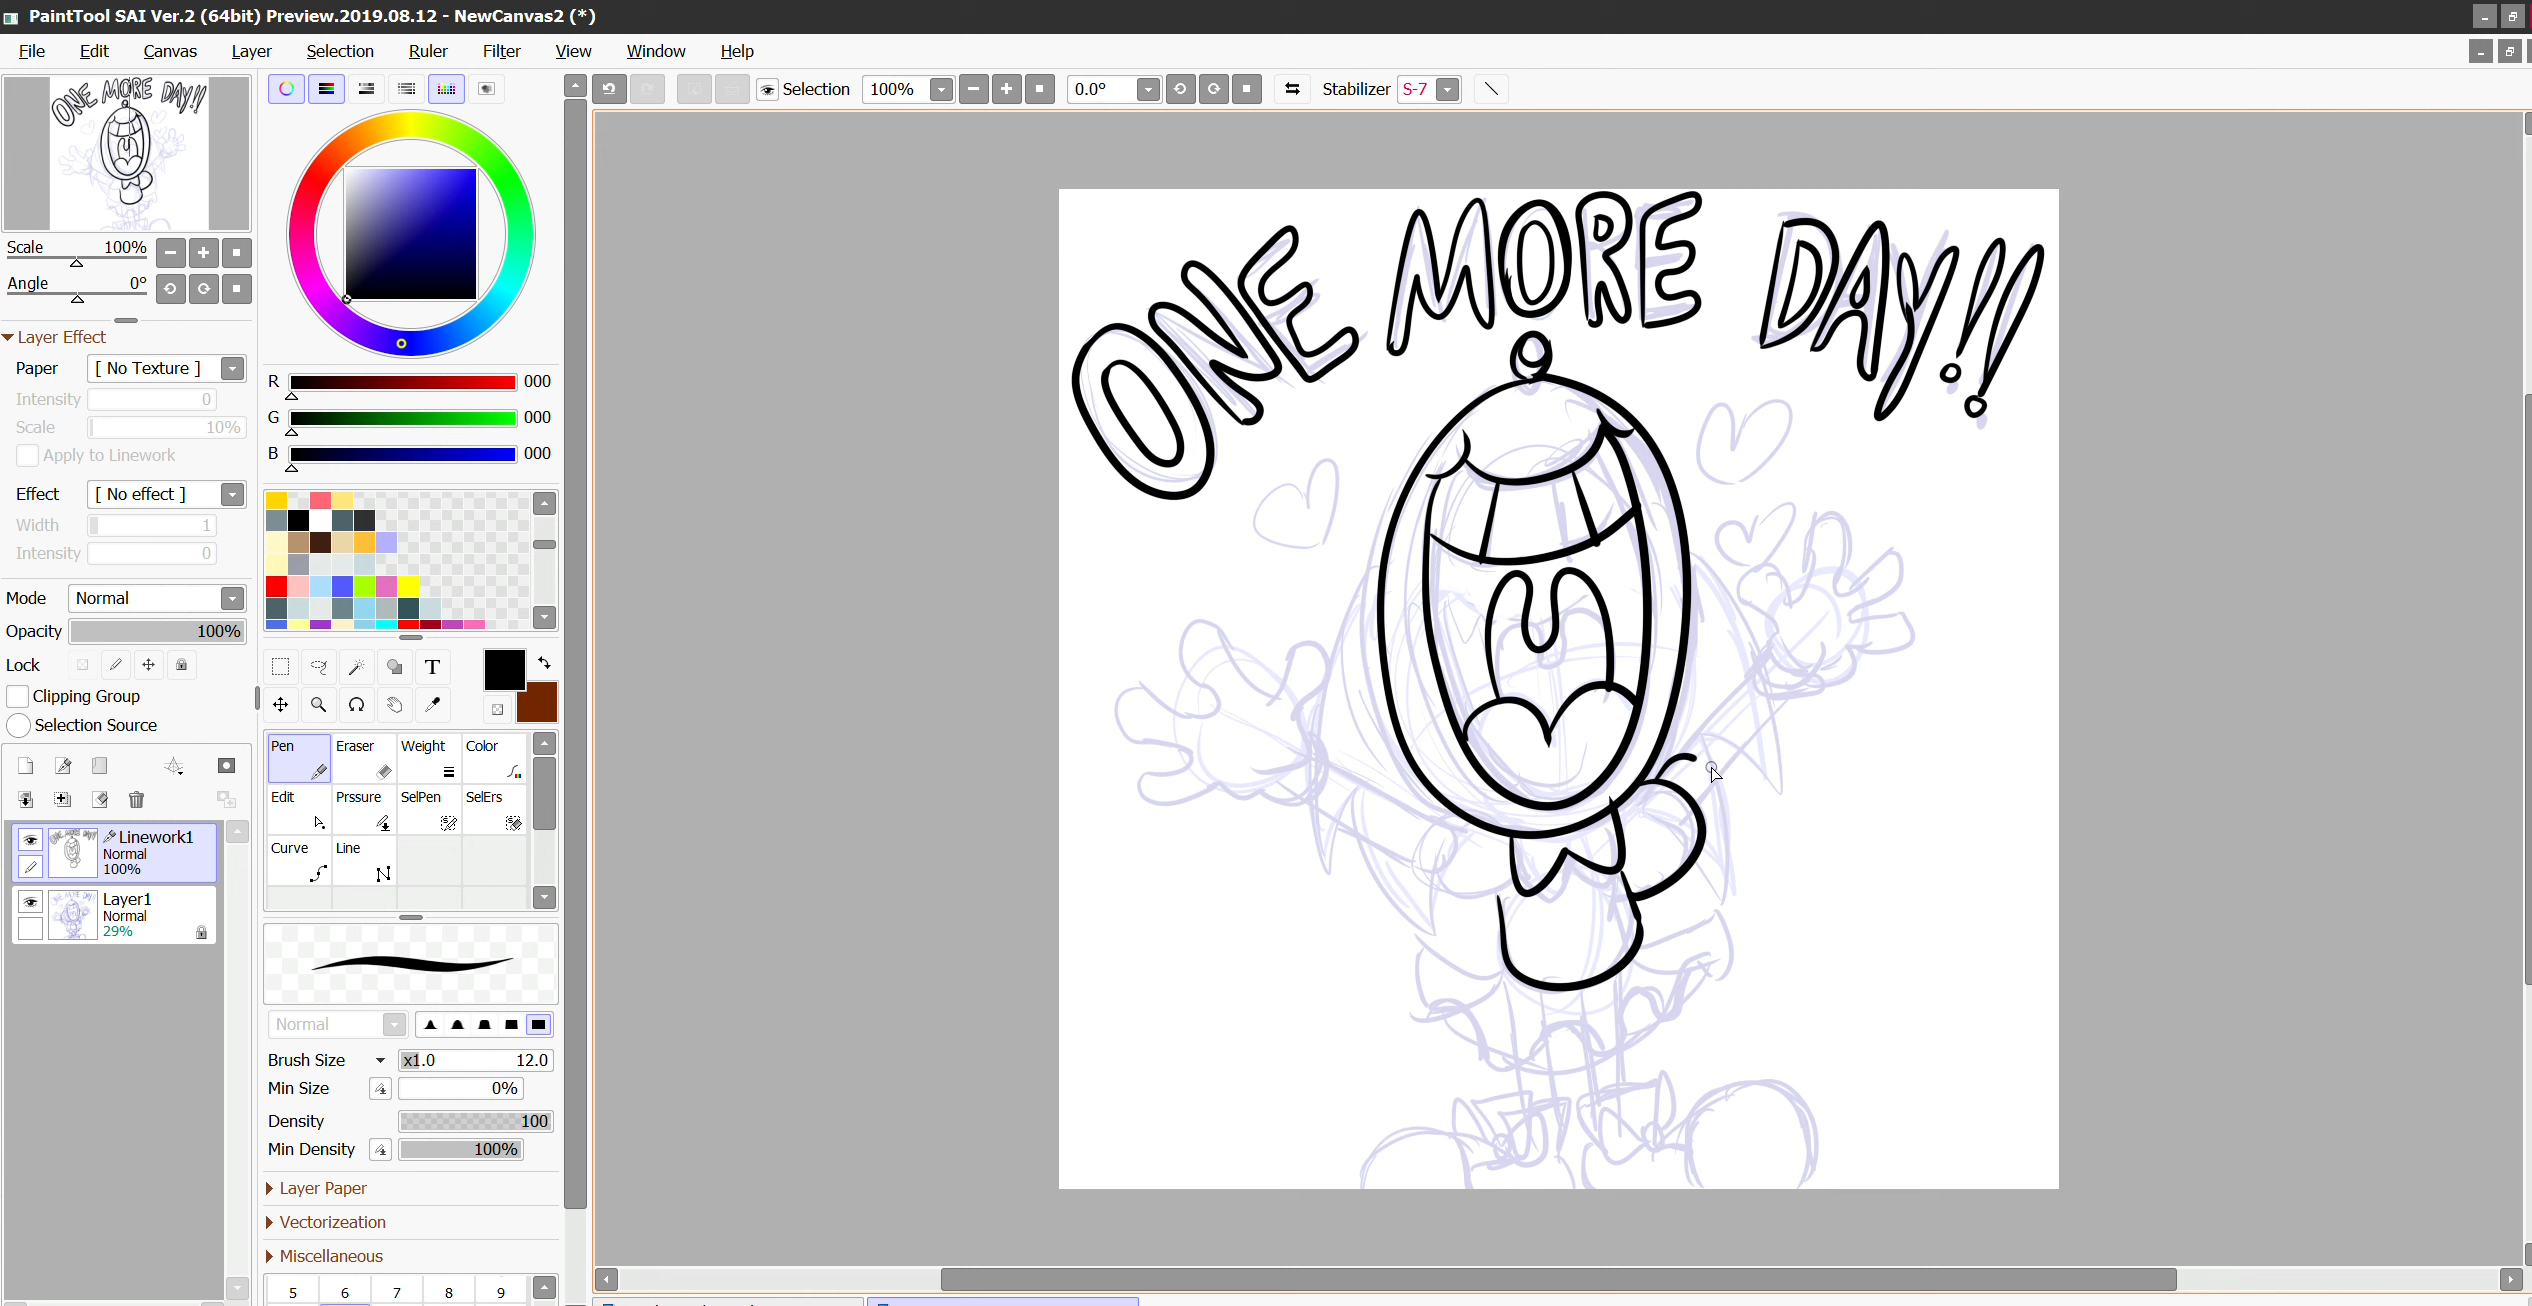 PaintTool SAI Ver.2 (64bit) Preview.2019.08.12 - NewCanvas2 (*)
File Edit Canvas Layer Selection Ruler Filter View Window Help
Selection 100% 0.0° Stabilizer S-7
ONE MORE DAY!!
Scale 100%
Angle 0°
Layer Effect
Paper [ No Texture ]
Intensity 0
Scale 10%
Apply to Linework
Effect [ No effect ]
Width 1
Intensity 0
Mode Normal
Opacity 100%
Lock
Clipping Group
Selection Source
Linework1
Normal
100%
Layer1
Normal
29%
R 000
G 000
B 000
T
Pen Eraser Weight Color
Edit Prssure SelPen SelErs
Curve Line
Normal
Brush Size x1.0 12.0
Min Size 0%
Density 100
Min Density 100%
Layer Paper
Vectorizeation
Miscellaneous
5 6 7 8 9
ONE MORE DAY!!